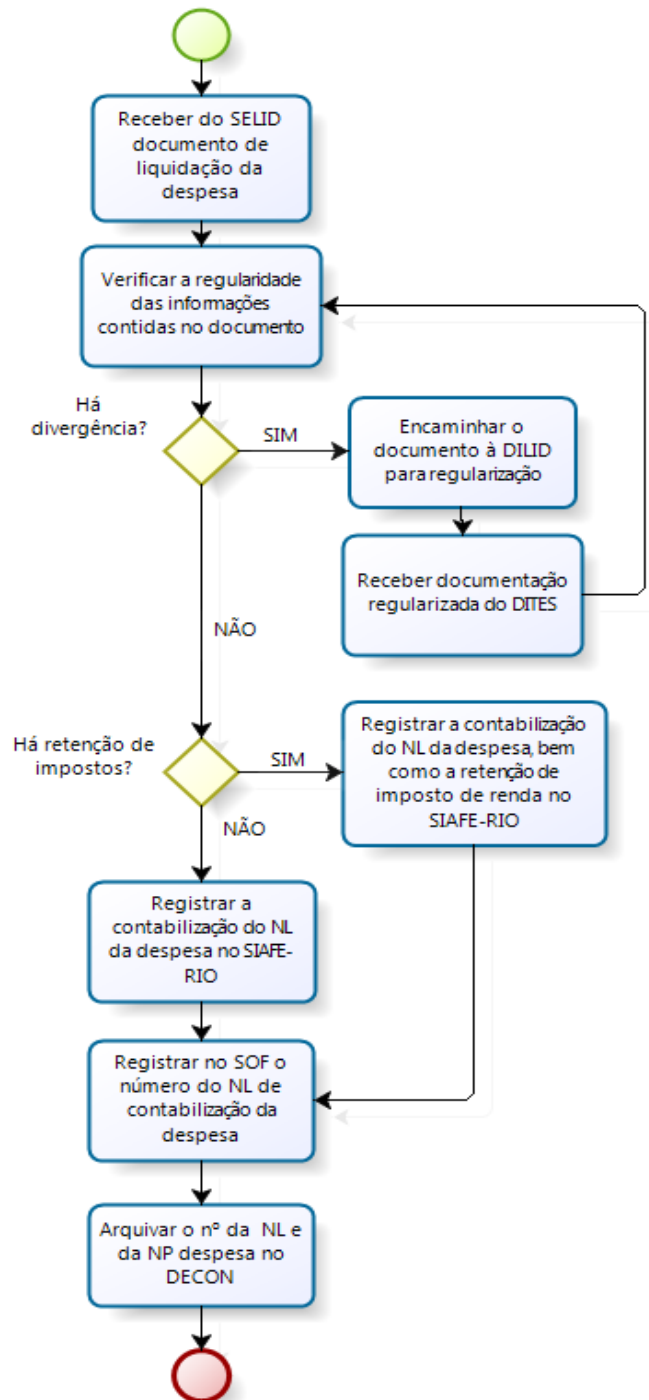 Receber do SELID
documento de
liquidação da
despesa
Verificar a regularidade
das informações
contidas no documento
Há
divergência?
SIM
Encaminhar o
documento à DILID
para regularização
Receber documentação
regularizada do DITES
NÃO
Há retenção de
impostos?
SIM
Registrar a contabilização
do NL da despesa, bem
como a retenção de
imposto de renda no
SIAFE-RIO
NÃO
Registrar a
contabilização do NL
da despesa no SIAFE-
RIO
Registrar no SOF o
número do NL de
contabilização da
despesa
Arquivar o nº da NL e
da NP despesa no
DECON